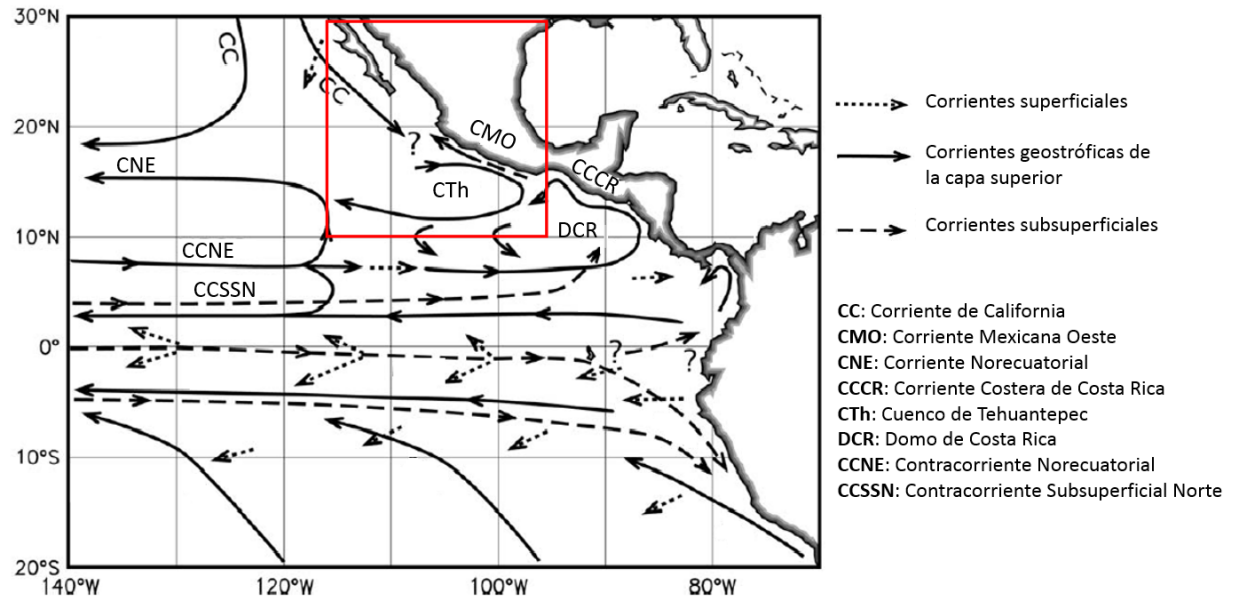 30°N
20°N
10°N
0°
10°S
20°S
140°W
120°W
100°W
80°W
CC
CC
?
CMO
CCCR
CNE
CTh
DCR
CCNE
CCSSN
?
?
Corrientes superficiales
Corrientes geostróficas de
la capa superior
Corrientes subsuperficiales
CC: Corriente de California
CMO: Corriente Mexicana Oeste
CNE: Corriente Norecuatorial
CCCR: Corriente Costera de Costa Rica
CTh: Cuenco de Tehuantepec
DCR: Domo de Costa Rica
CCNE: Contracorriente Norecuatorial
CCSSN: Contracorriente Subsuperficial Norte